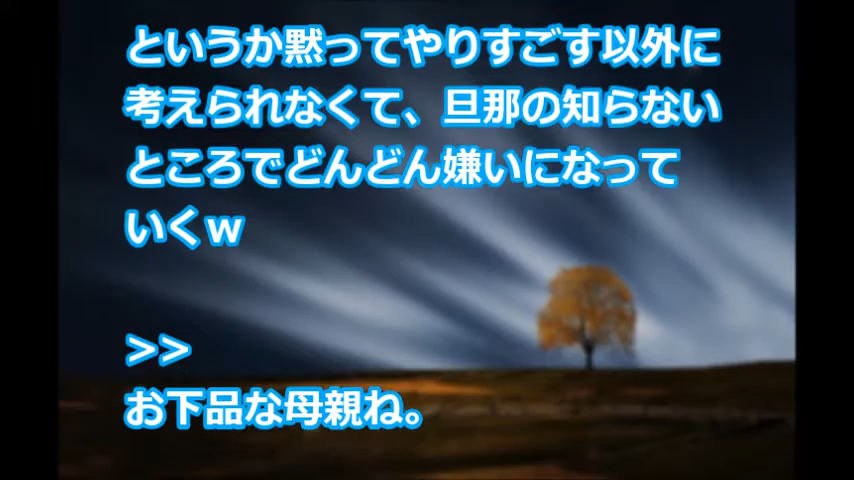 というか黙ってやりすごす以外に
考えられなくて、旦那の知らない
ところでどんどん嫌いになって
いくｗ
>>
お下品な母親ね。